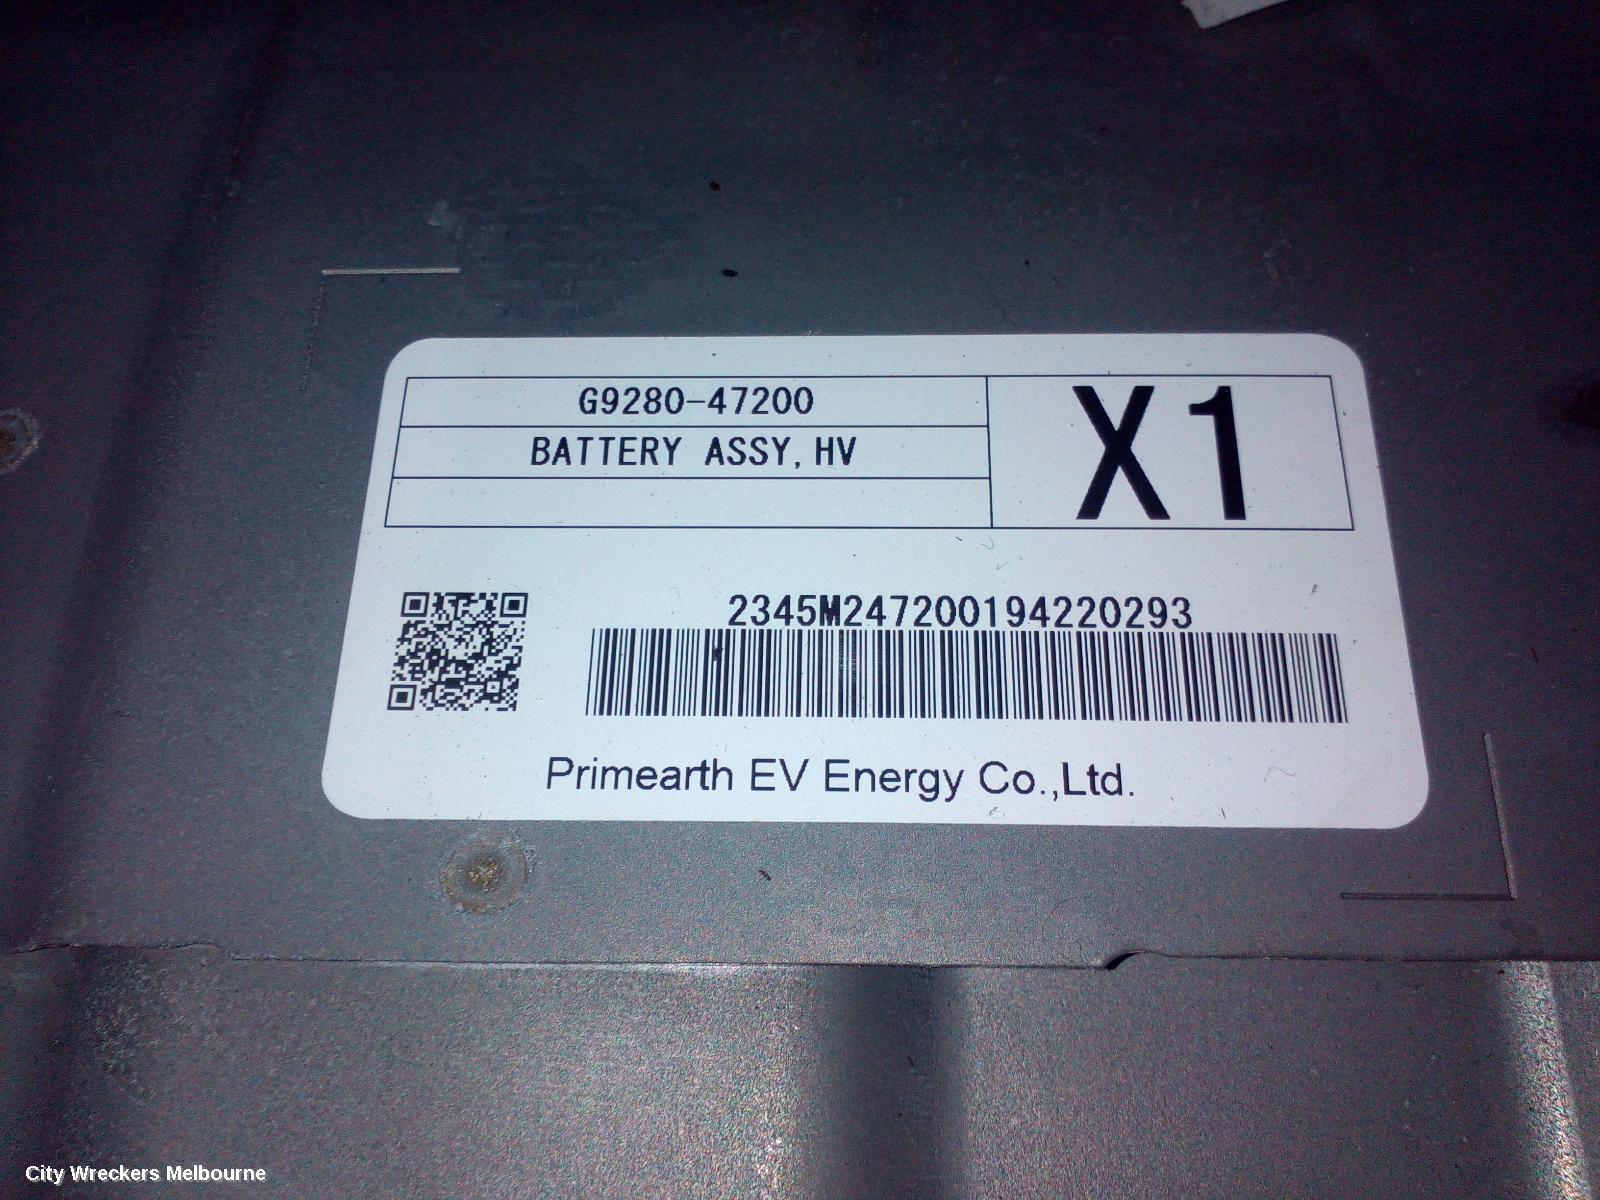 G9280-47200
BATTERY ASSY, HV
X1
2345M247200194220293
Primearth EV Energy Co.,Ltd.
City Wreckers Melbourne